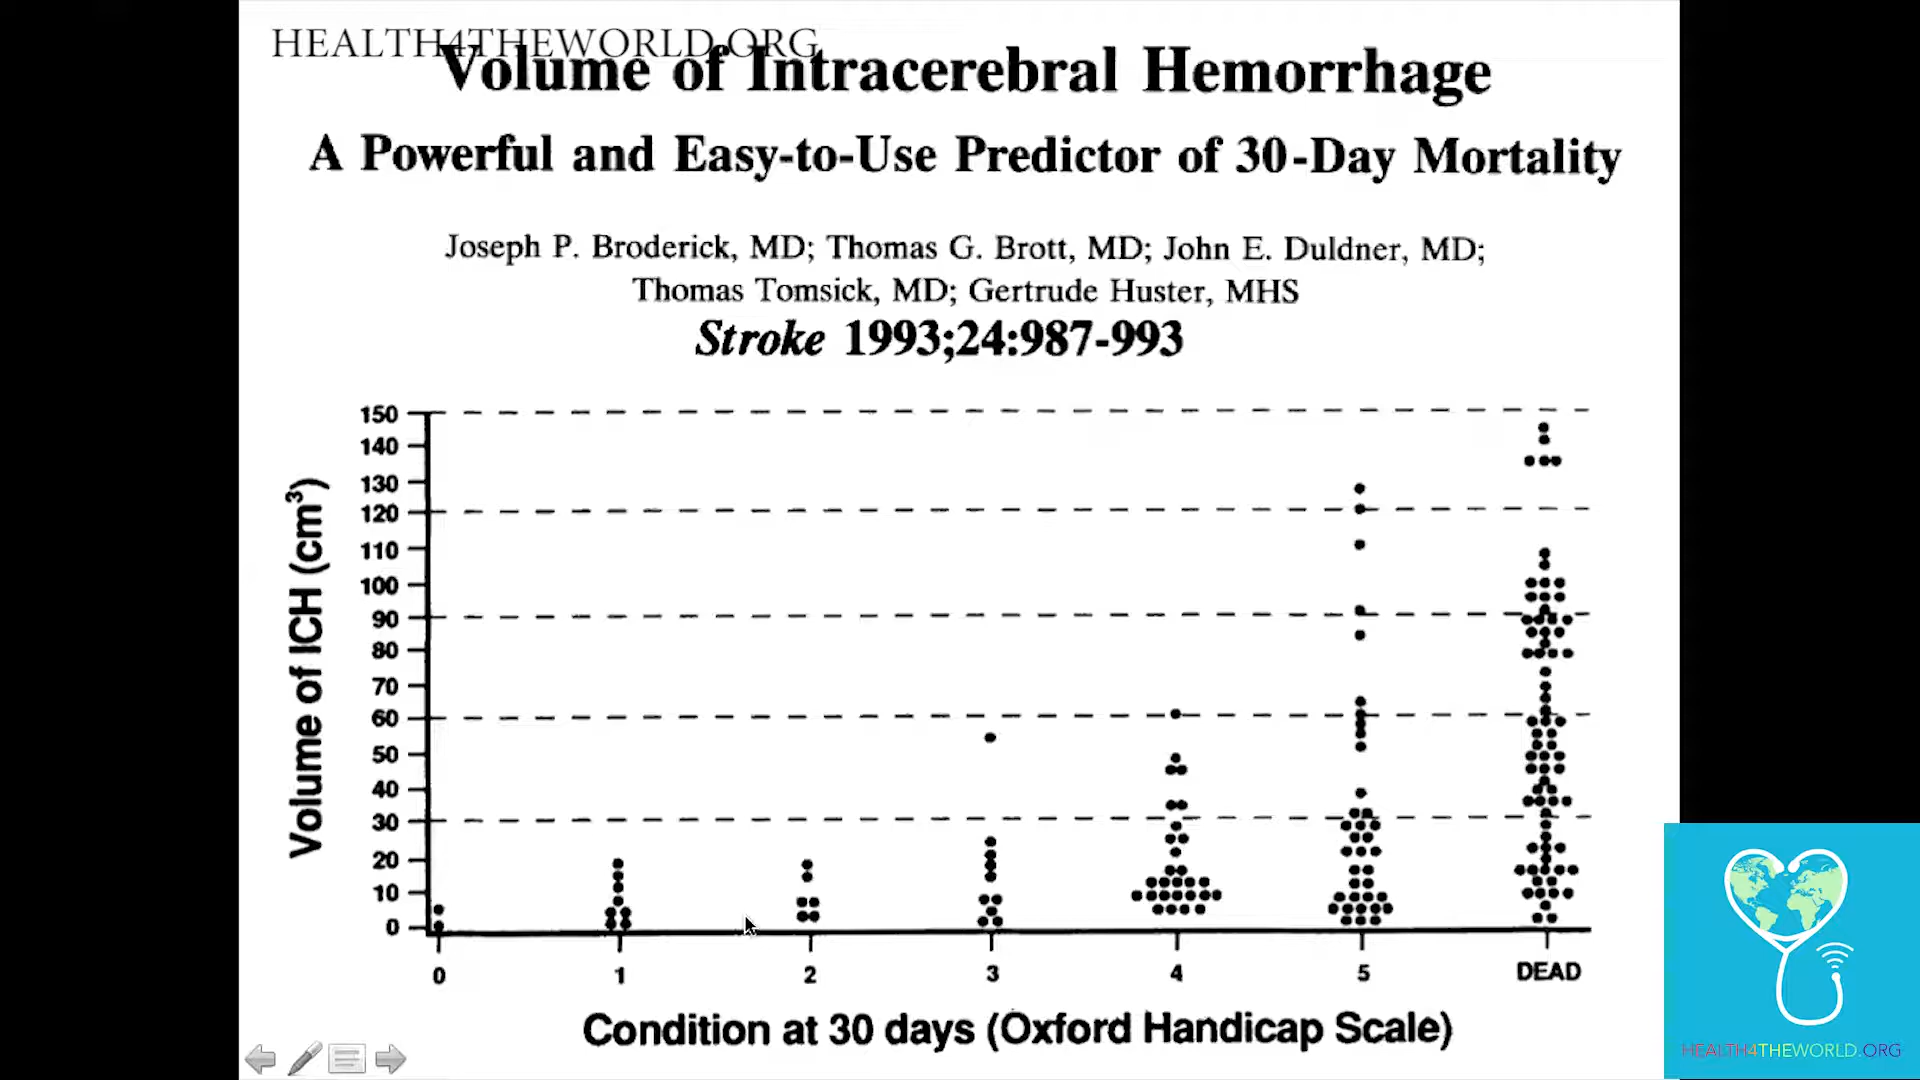 HEALTH4THEWORLD.ORG
Volume of Intracerebral Hemorrhage
A Powerful and Easy-to-Use Predictor of 30-Day Mortality
Joseph P. Broderick, MD; Thomas G. Brott, MD; John E. Duldner, MD;
Thomas Tomsick, MD; Gertrude Huster, MHS
Stroke 1993;24:987-993
Volume of ICH (cm³)
150
140
130
120
110
100
90
80
70
60
50
40
30
20
10
0
0 1 2 3 4 5 DEAD
Condition at 30 days (Oxford Handicap Scale)
HEALTH4THEWORLD.ORG